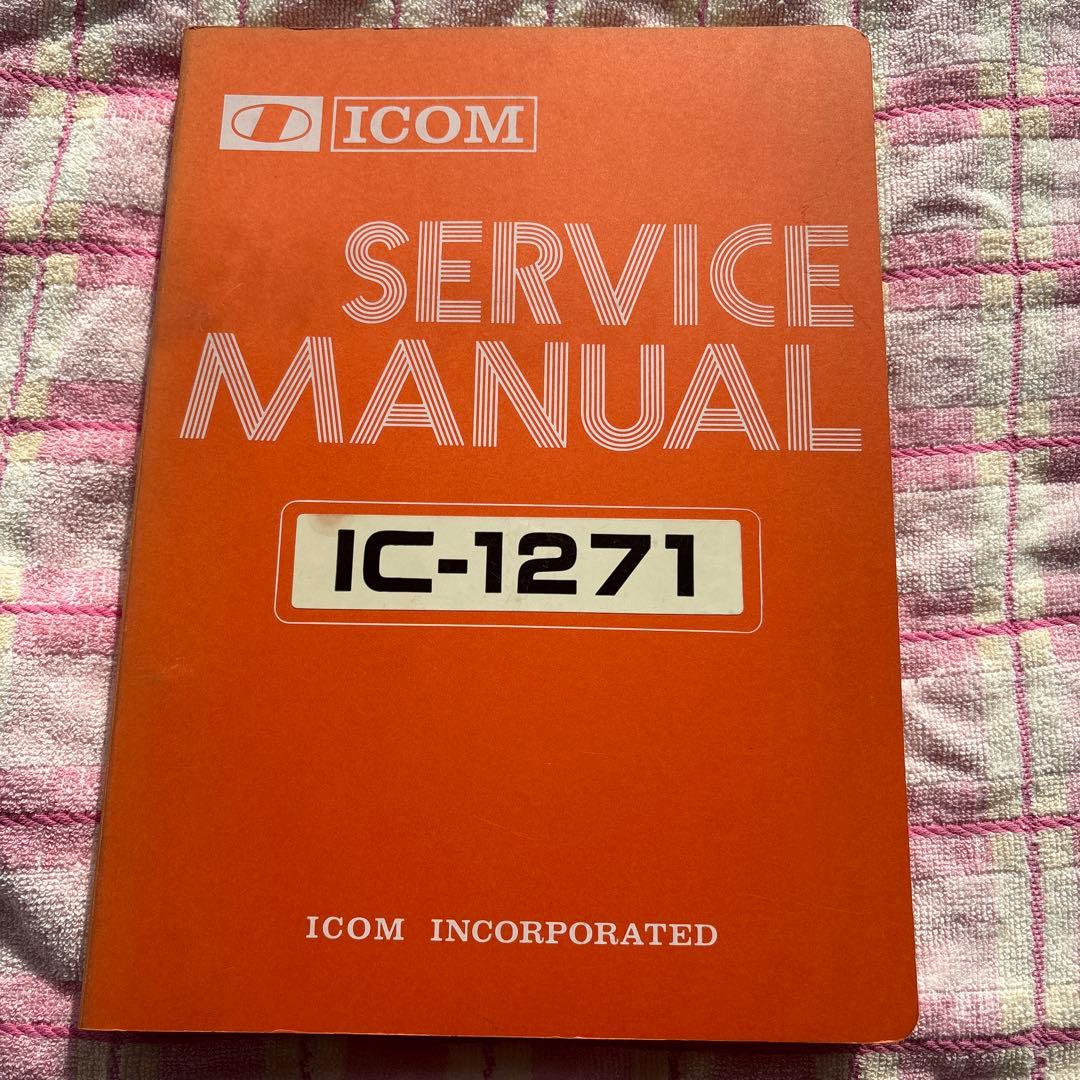 ICOM
SERVICE
MANUAL
IC-1271
ICOM INCORPORATED